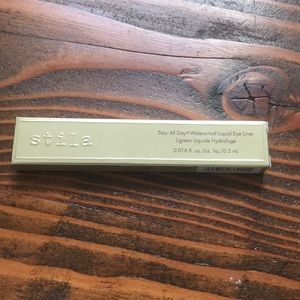 stila
Stay All Day® Waterproof Liquid Eye Liner
Ligneur Liquide Hydrofuge
0.016 fl. oz./oz. liq./0.5 mL